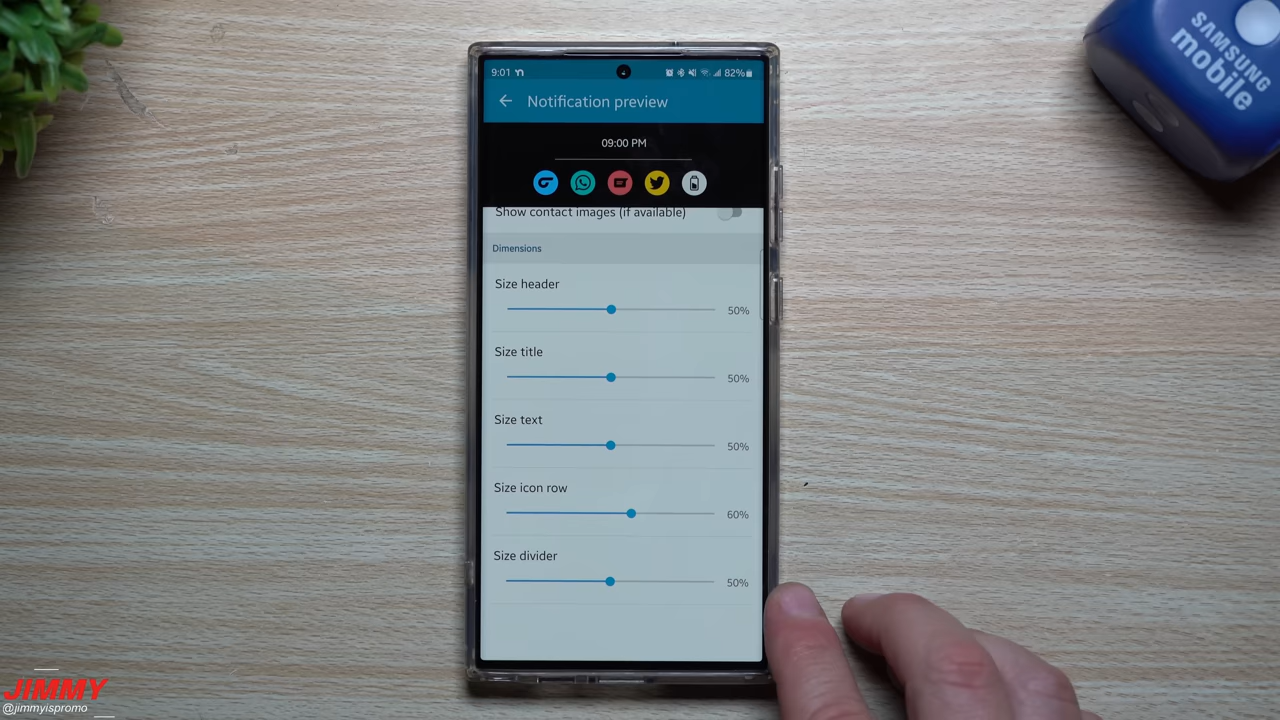 SAMSUNG
mobile
9:01
82%
Notification preview
09:00 PM
Show contact images (if available)
Dimensions
Size header
50%
Size title
50%
Size text
50%
Size icon row
60%
Size divider
50%
JIMMY
@jimmyispromo